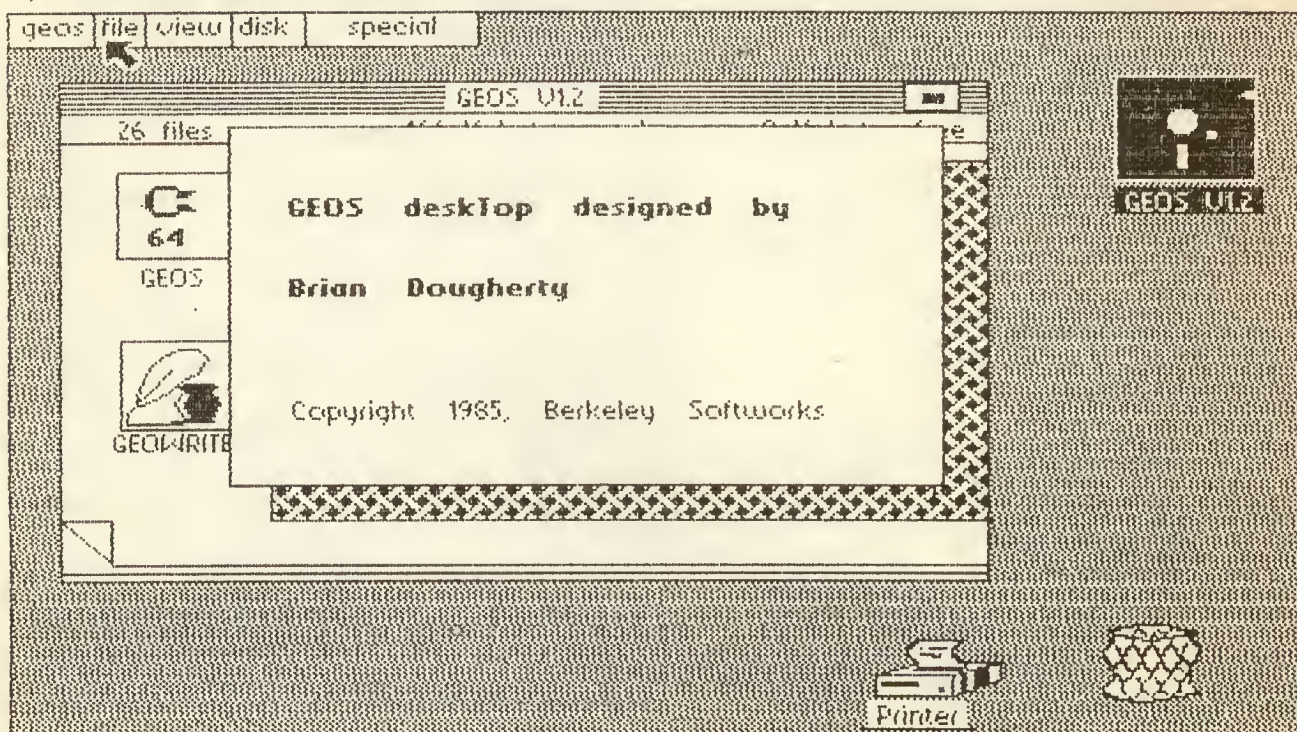 geos file view disk special
GEOS V1.2
26 files
64
GEOS
GEOWRITE
GEOS deskTop designed by
Brian Dougherty
Copyright 1985, Berkeley Softworks
GEOS V1.2
Printer